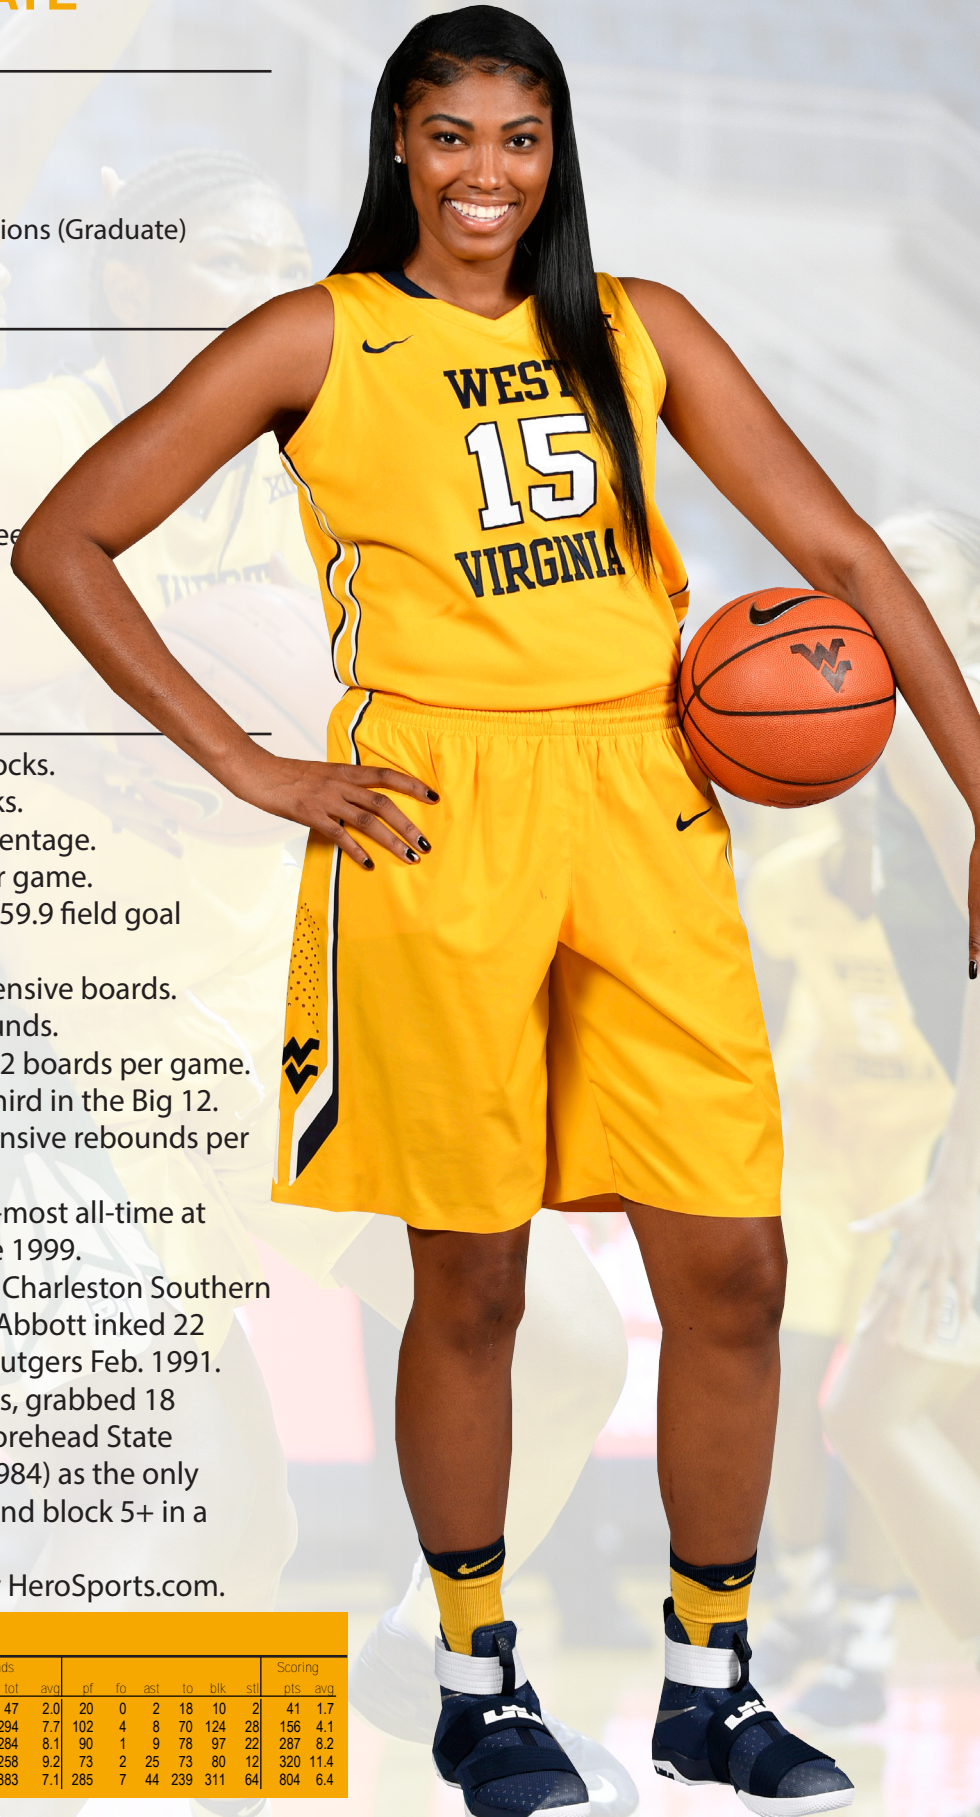 ATE
ions (Graduate)
WEST
15
VIRGINIA
ee
ocks.
ks.
entage.
r game.
59.9 field goal
ensive boards.
unds.
2 boards per game.
hird in the Big 12.
nsive rebounds per
-most all-time at
e 1999.
Charleston Southern
Abbott inked 22
utgers Feb. 1991.
s, grabbed 18
orehead State
984) as the only
nd block 5+ in a
HeroSports.com.
ds Scoring
tot avg pf fo ast to blk stl pts avg
47 2.0 20 0 2 18 10 2 41 1.7
294 7.7 102 4 8 70 124 28 156 4.1
284 8.1 90 1 9 78 97 22 287 8.2
258 9.2 73 2 25 73 80 12 320 11.4
383 7.1 285 7 44 239 311 64 804 6.4